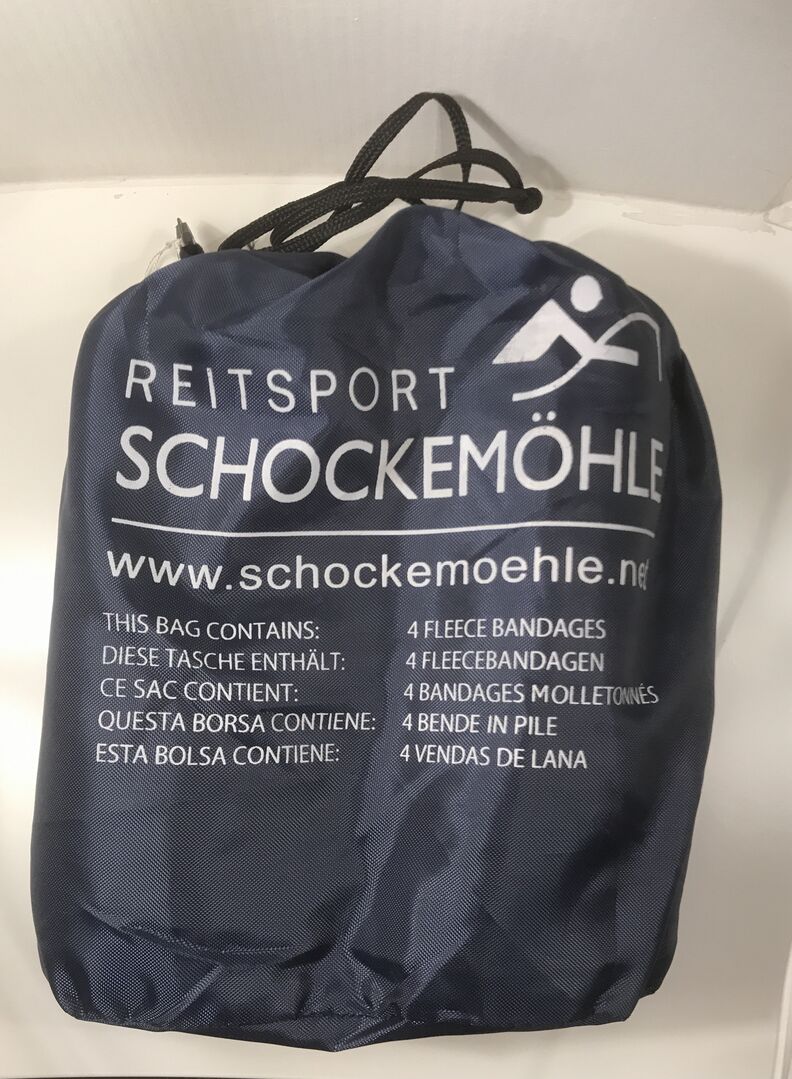 REITSPORT
SCHOCKEMÖHLE
www.schockemoehle.net
THIS BAG CONTAINS: 4 FLEECE BANDAGES
DIESE TASCHE ENTHÄLT: 4 FLEECEBANDAGEN
CE SAC CONTIENT: 4 BANDAGES MOLLETONNÉS
QUESTA BORSA CONTIENE: 4 BENDE IN PILE
ESTA BOLSA CONTIENE: 4 VENDAS DE LANA